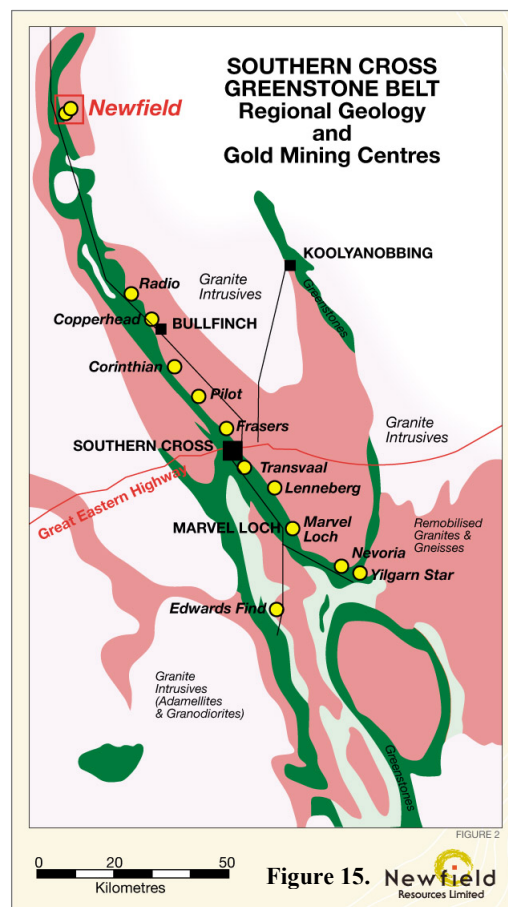 SOUTHERN CROSS
GREENSTONE BELT
Regional Geology
and
Gold Mining Centres
Newfield
KOOLYANOBBING
Greenstones
Radio
Granite
Intrusives
Copperhead
BULLFINCH
Corinthian
Pilot
Frasers
Granite
Intrusives
SOUTHERN CROSS
Transvaal
Great Eastern Highway
Lenneberg
MARVEL LOCH
Marvel
Loch
Remobilised
Granites &
Gneisses
Nevoria
Yilgarn Star
Edwards Find
Granite
Intrusives
(Adamellites
& Granodiorites)
Greenstones
FIGURE 2
0 20 50
Kilometres
Figure 15.
Newfield
Resources Limited